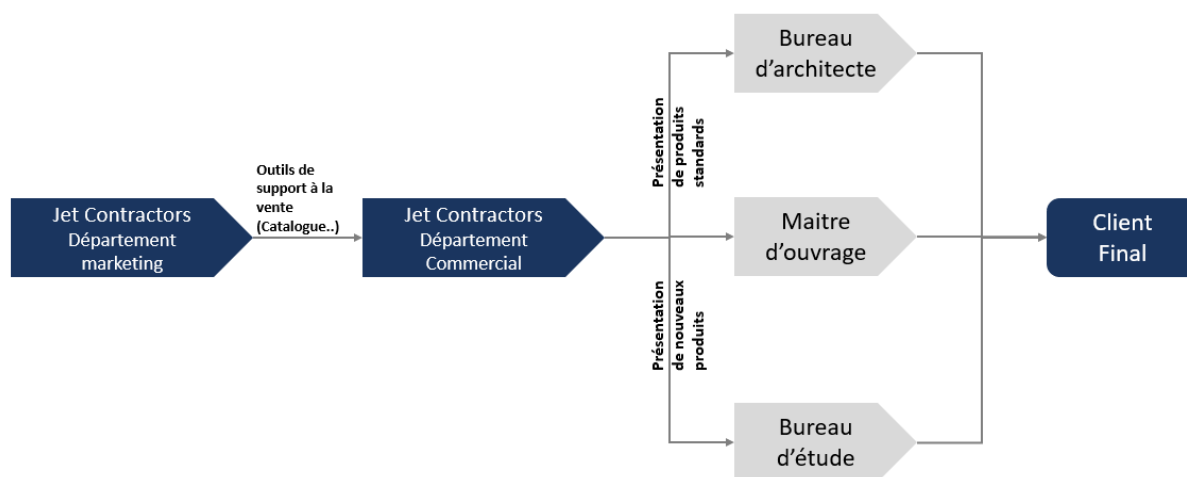 Jet Contractors
Département
marketing
Outils de
support à la
vente
(Catalogue..)
Jet Contractors
Département
Commercial
Présentation
de produits
standards
Présentation
de nouveaux
produits
Bureau
d'architecte
Maitre
d'ouvrage
Bureau
d'étude
Client
Final